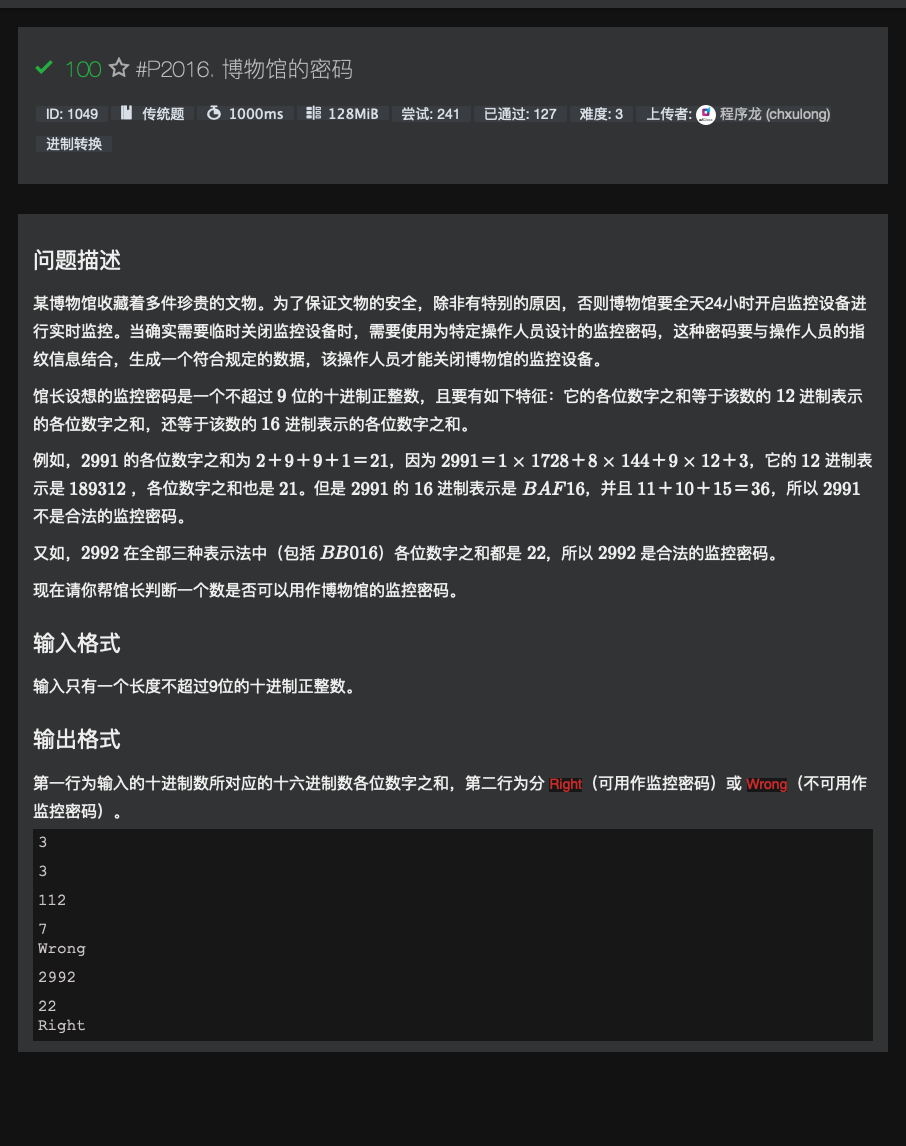 100 #P2016. 博物馆的密码
ID: 1049 传统题 1000ms 128MiB 尝试: 241 已通过: 127 难度: 3 上传者: 程序龙 (chxulong)
进制转换
问题描述
某博物馆收藏着多件珍贵的文物。为了保证文物的安全，除非有特别的原因，否则博物馆要全天24小时开启监控设备进
行实时监控。当确实需要临时关闭监控设备时，需要使用为特定操作人员设计的监控密码，这种密码要与操作人员的指
纹信息结合，生成一个符合规定的数据，该操作人员才能关闭博物馆的监控设备。
馆长设想的监控密码是一个不超过 9 位的十进制正整数，且要有如下特征：它的各位数字之和等于该数的 12 进制表示
的各位数字之和，还等于该数的 16 进制表示的各位数字之和。
例如，2991 的各位数字之和为 2+9+9+1=21，因为 2991=1 × 1728+8 × 144+9 × 12+3，它的 12 进制表
示是 189312 ，各位数字之和也是 21。但是 2991 的 16 进制表示是 BAF16，并且 11+10+15=36，所以 2991
不是合法的监控密码。
又如，2992 在全部三种表示法中（包括 BB016）各位数字之和都是 22，所以 2992 是合法的监控密码。
现在请你帮馆长判断一个数是否可以用作博物馆的监控密码。
输入格式
输入只有一个长度不超过9位的十进制正整数。
输出格式
第一行为输入的十进制数所对应的十六进制数各位数字之和，第二行为分 Right（可用作监控密码）或 Wrong（不可用作
监控密码）。
3
3
112
7
Wrong
2992
22
Right